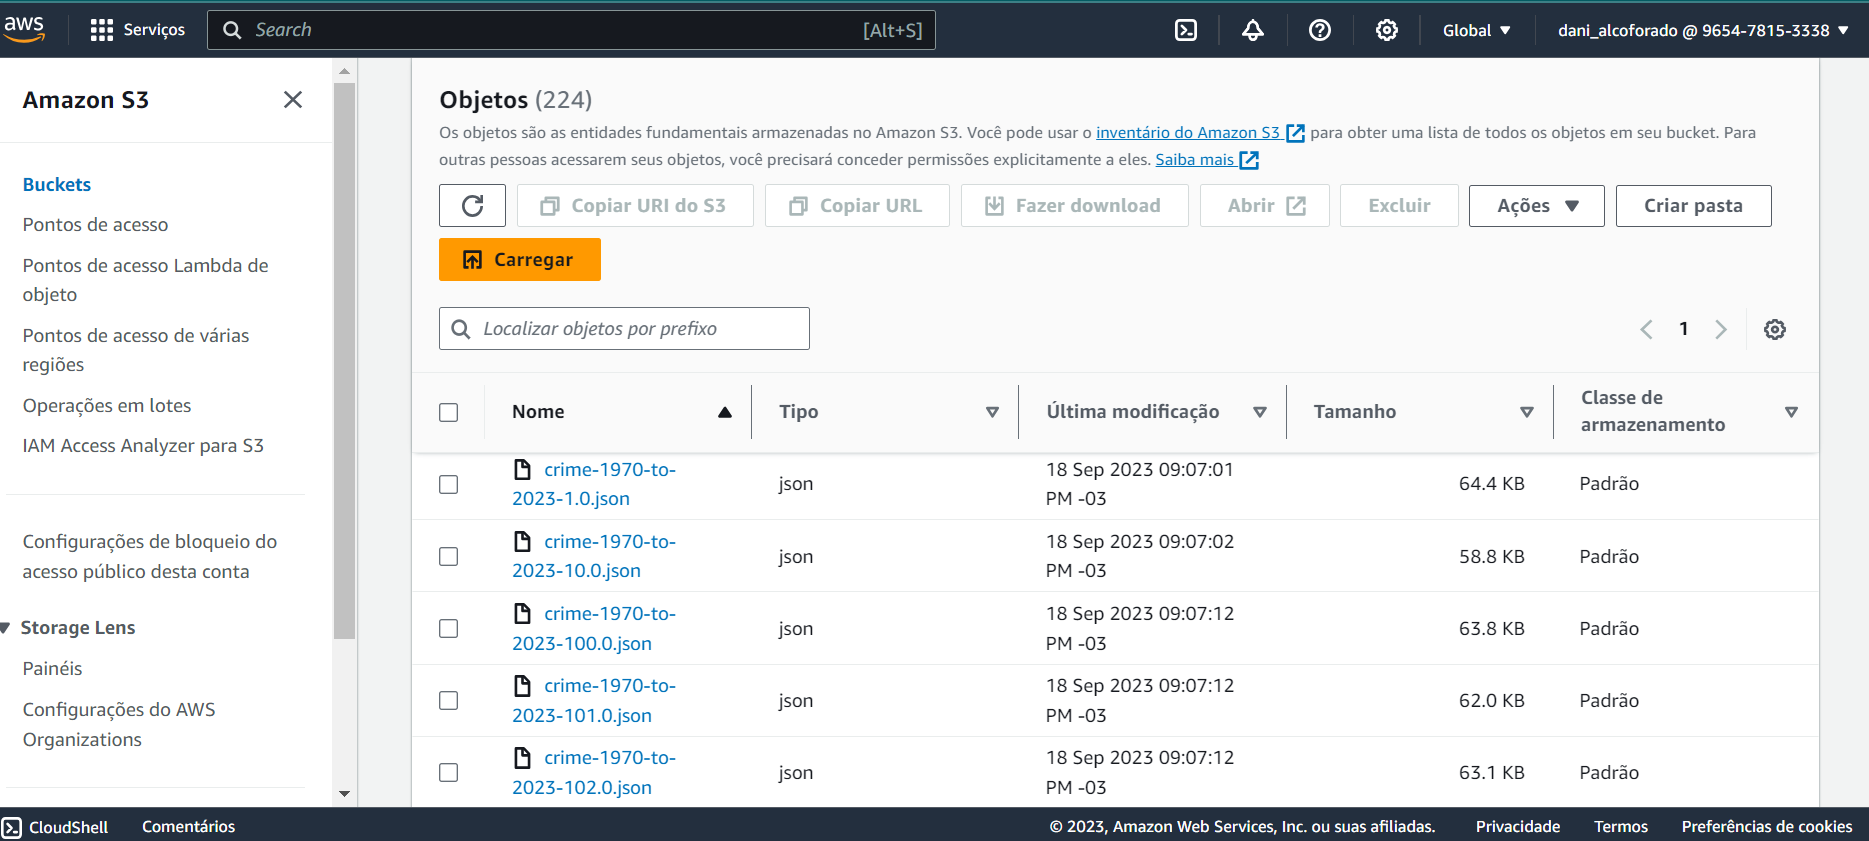 aws
Serviços
Search
[Alt+S]
Global
dani_alcoforado @ 9654-7815-3338
Amazon S3
Buckets
Pontos de acesso
Pontos de acesso Lambda de
objeto
Pontos de acesso de várias
regiões
Operações em lotes
IAM Access Analyzer para S3
Configurações de bloqueio do
acesso público desta conta
Storage Lens
Painéis
Configurações do AWS
Organizations
Objetos (224)
Os objetos são as entidades fundamentais armazenadas no Amazon S3. Você pode usar o inventário do Amazon S3 para obter uma lista de todos os objetos em seu bucket. Para
outras pessoas acessarem seus objetos, você precisará conceder permissões explicitamente a eles. Saiba mais
Copiar URI do S3
Copiar URL
Fazer download
Abrir
Excluir
Ações
Criar pasta
Carregar
Localizar objetos por prefixo
1
Nome
Tipo
Última modificação
Tamanho
Classe de
armazenamento
crime-1970-to-
2023-1.0.json
json
18 Sep 2023 09:07:01
PM -03
64.4 KB
Padrão
crime-1970-to-
2023-10.0.json
json
18 Sep 2023 09:07:02
PM -03
58.8 KB
Padrão
crime-1970-to-
2023-100.0.json
json
18 Sep 2023 09:07:12
PM -03
63.8 KB
Padrão
crime-1970-to-
2023-101.0.json
json
18 Sep 2023 09:07:12
PM -03
62.0 KB
Padrão
crime-1970-to-
2023-102.0.json
json
18 Sep 2023 09:07:12
PM -03
63.1 KB
Padrão
CloudShell
Comentários
© 2023, Amazon Web Services, Inc. ou suas afiliadas.
Privacidade
Termos
Preferências de cookies